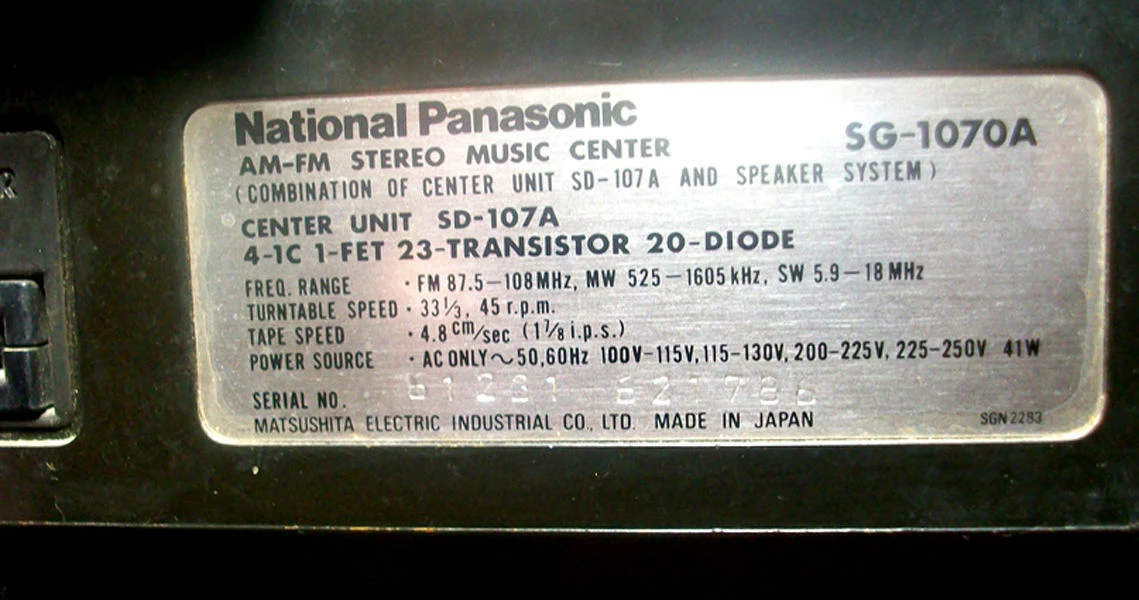 R
National Panasonic
SG-1070A
AM-FM STEREO MUSIC CENTER
(COMBINATION OF CENTER UNIT SD-107A AND SPEAKER SYSTEM)
CENTER UNIT SD-107A
4-1C 1-FET 23-TRANSISTOR 20-DIODE
FREQ. RANGE · FM 87.5–108MHz, MW 525–1605kHz, SW 5.9–18MHz
TURNTABLE SPEED · 33⅓, 45 r.p.m.
TAPE SPEED · 4.8cm/sec (1⅞ i.p.s.)
POWER SOURCE · AC ONLY∼50,60Hz 100V-115V,115-130V,200-225V,225-250V 41W
SERIAL NO.
MATSUSHITA ELECTRIC INDUSTRIAL CO., LTD. MADE IN JAPAN
SGN2283